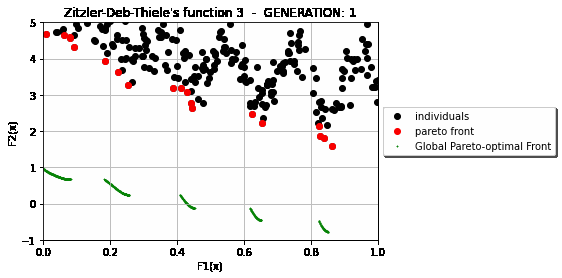 Zitzler-Deb-Thiele's function 3 - GENERATION: 1
5
4
3
2
1
0
−1
F2(x)
0.0 0.2 0.4 0.6 0.8 1.0
F1(x)
individuals
pareto front
Global Pareto-optimal Front